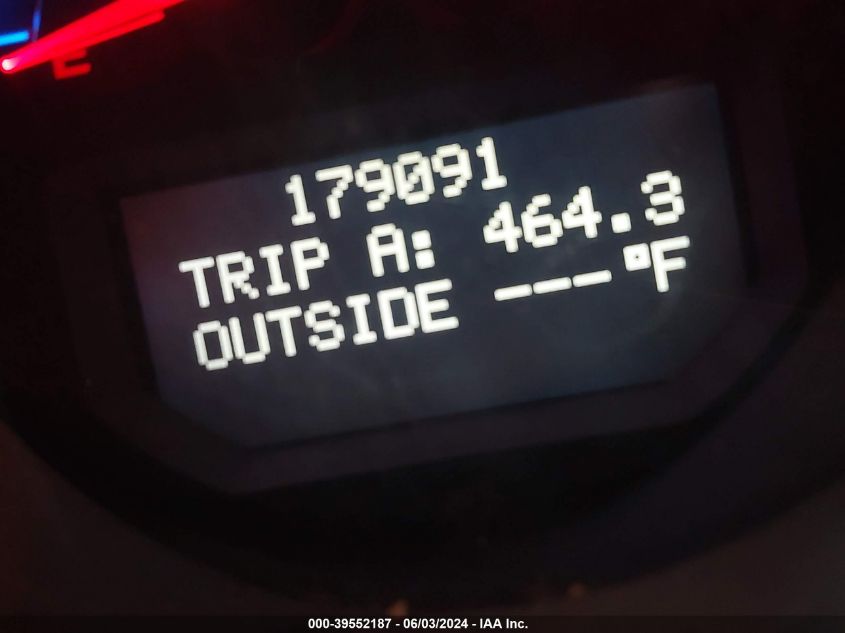 E
179091
TRIP A: 464.3
OUTSIDE ---°F
000-39552187 - 06/03/2024 - IAA Inc.